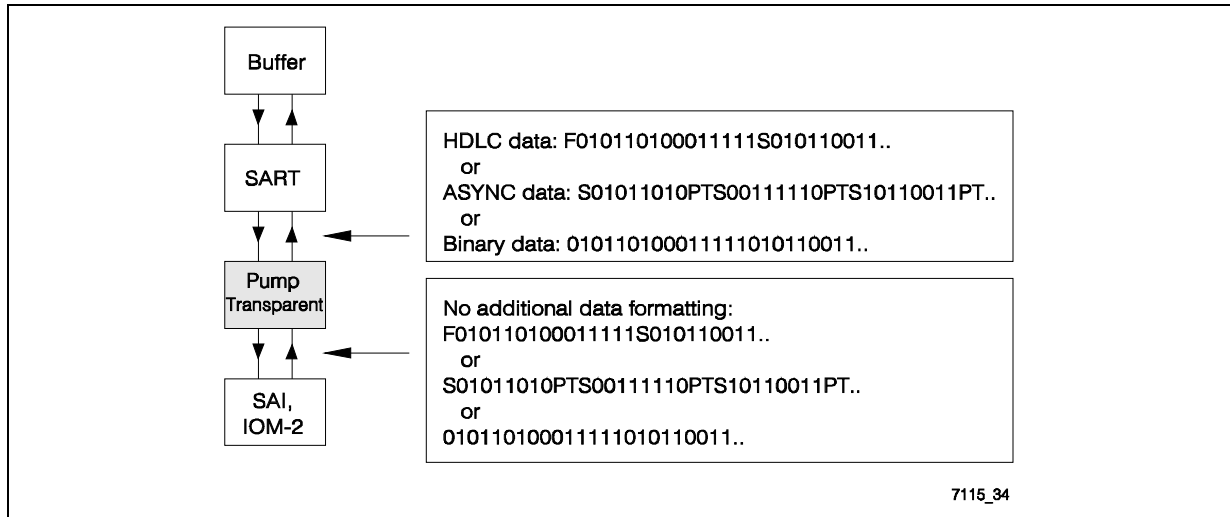 Buffer
SART
Pump
Transparent
SAI,
IOM-2
HDLC data: F010110100011111S010110011..
or
ASYNC data: S01011010PTS00111110PTS10110011PT..
or
Binary data: 010110100011111010110011..
No additional data formatting:
F010110100011111S010110011..
or
S01011010PTS00111110PTS10110011PT..
or
010110100011111010110011..
7115_34